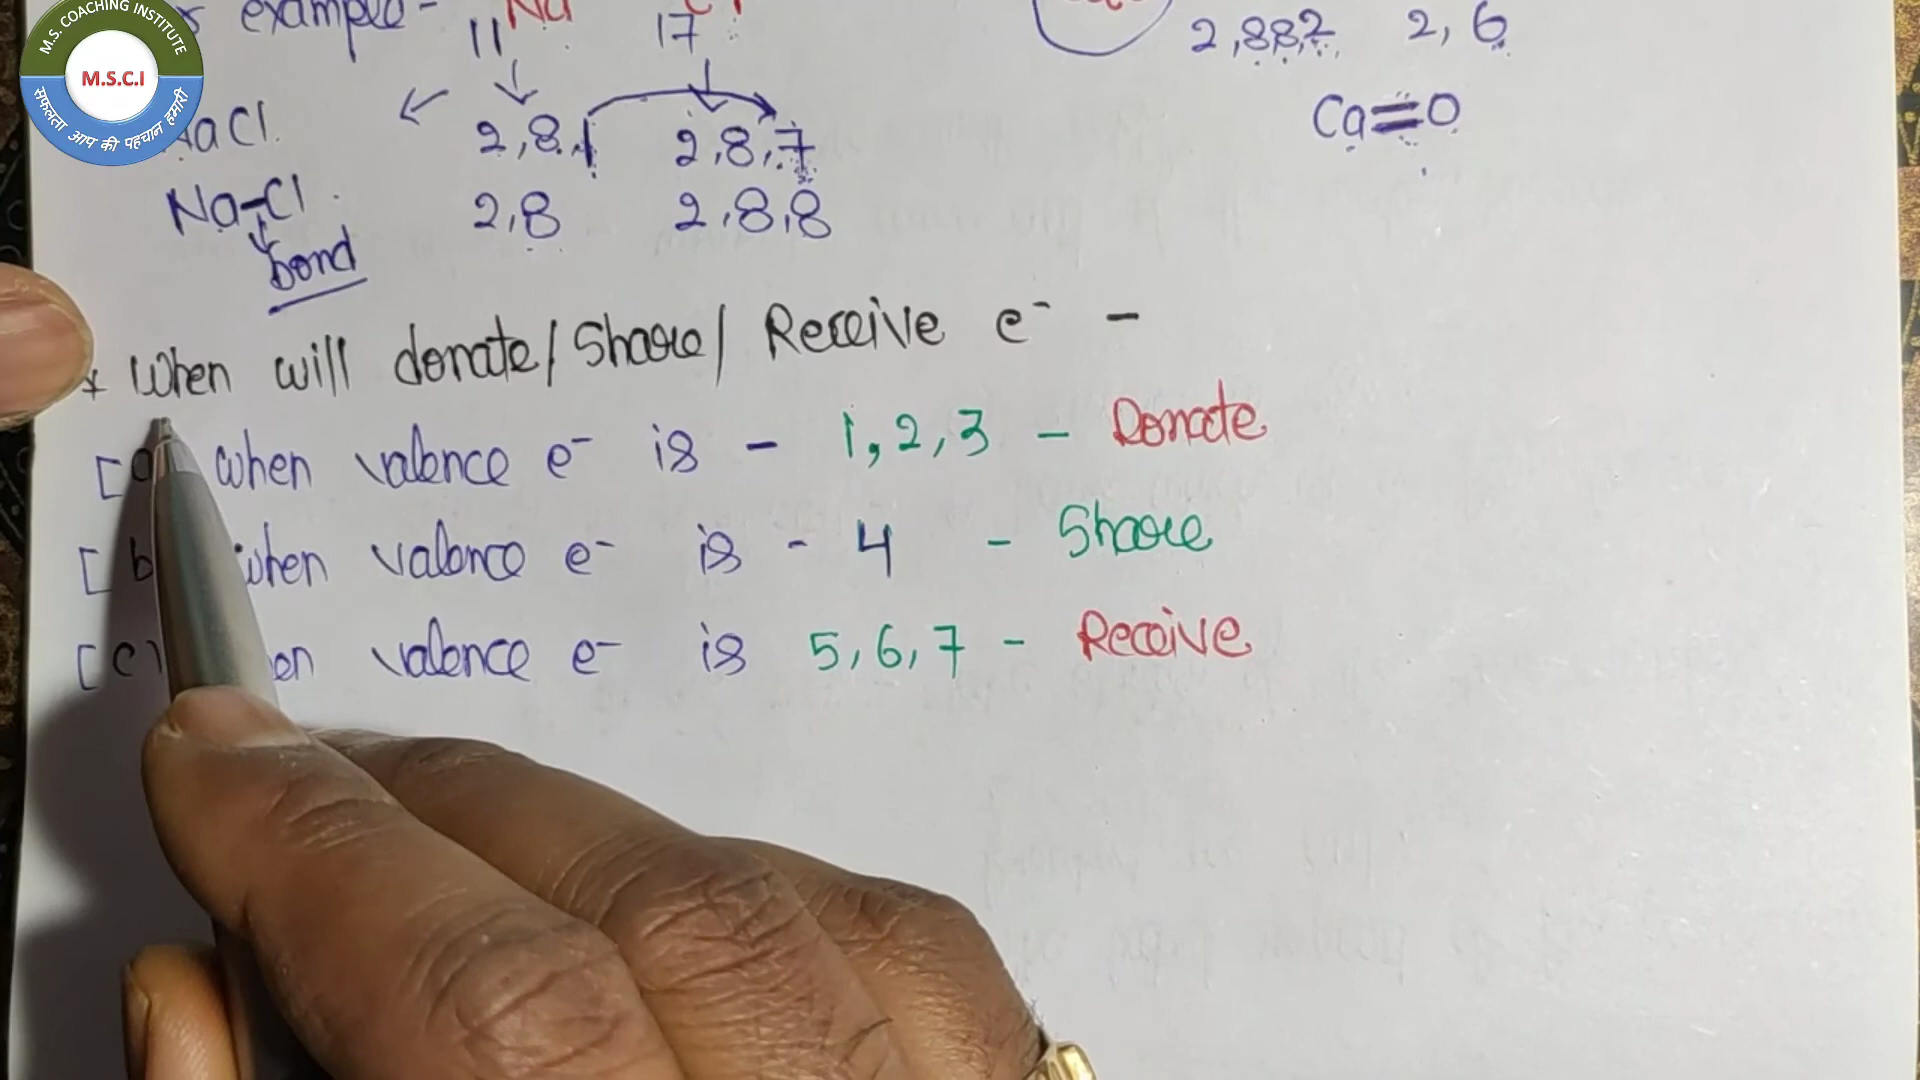 M.S. COACHING INSTITUTE
M.S.C.I
सफलता आप की पहचान हमारी
example- 11 Na 17
2,8,8,2 2,6
NaCl 2,8,1 2,8,7
Ca=O
Na-Cl 2,8 2,8,8
bond
* When will donate/Share/Receive e⁻ -
[a] when valence e⁻ is - 1,2,3 - Donate
[b] when valence e⁻ is - 4 - Share
[c] when valence e⁻ is 5,6,7 - Receive